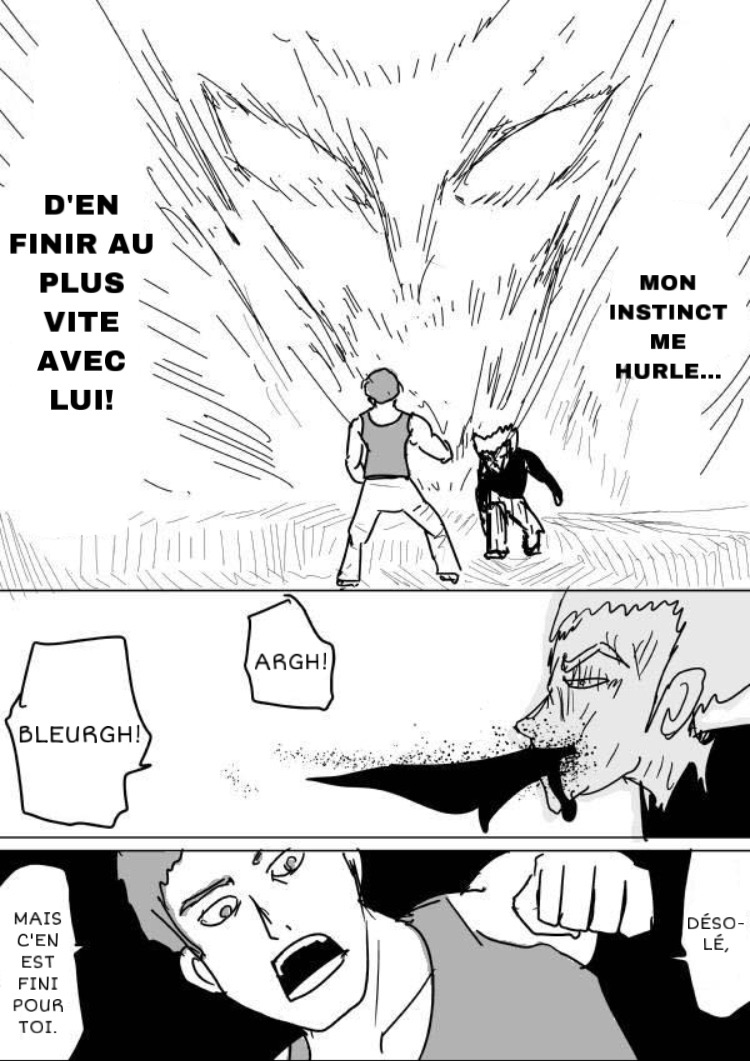 MON
INSTINCT
ME
HURLE...
D'EN
FINIR AU
PLUS
VITE
AVEC
LUI!
ARGH!
BLEURGH!
DÉSO-
LÉ,
MAIS
C'EN
EST
FINI
POUR
TOI.